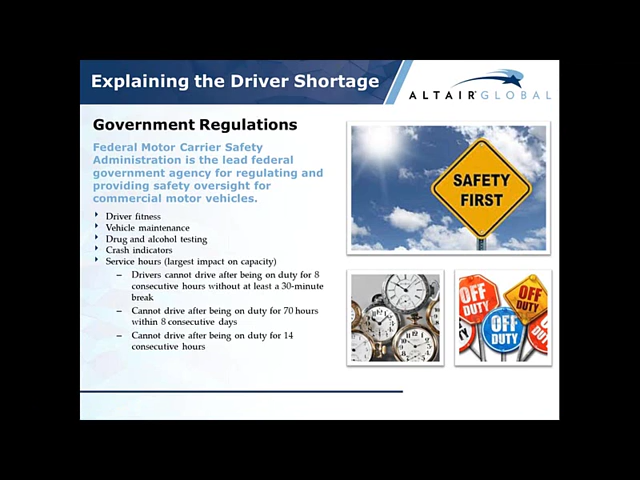 Explaining the Driver Shortage
ALTAIR GLOBAL
Government Regulations
Federal Motor Carrier Safety
Administration is the lead federal
government agency for regulating and
providing safety oversight for
commercial motor vehicles.
Driver fitness
Vehicle maintenance
Drug and alcohol testing
Crash indicators
Service hours (largest impact on capacity)
– Drivers cannot drive after being on duty for 8
consecutive hours without at least a 30-minute
break
– Cannot drive after being on duty for 70 hours
within 8 consecutive days
– Cannot drive after being on duty for 14
consecutive hours
SAFETY
FIRST
OFF
DUTY
OFF
DUTY
OFF
DUTY